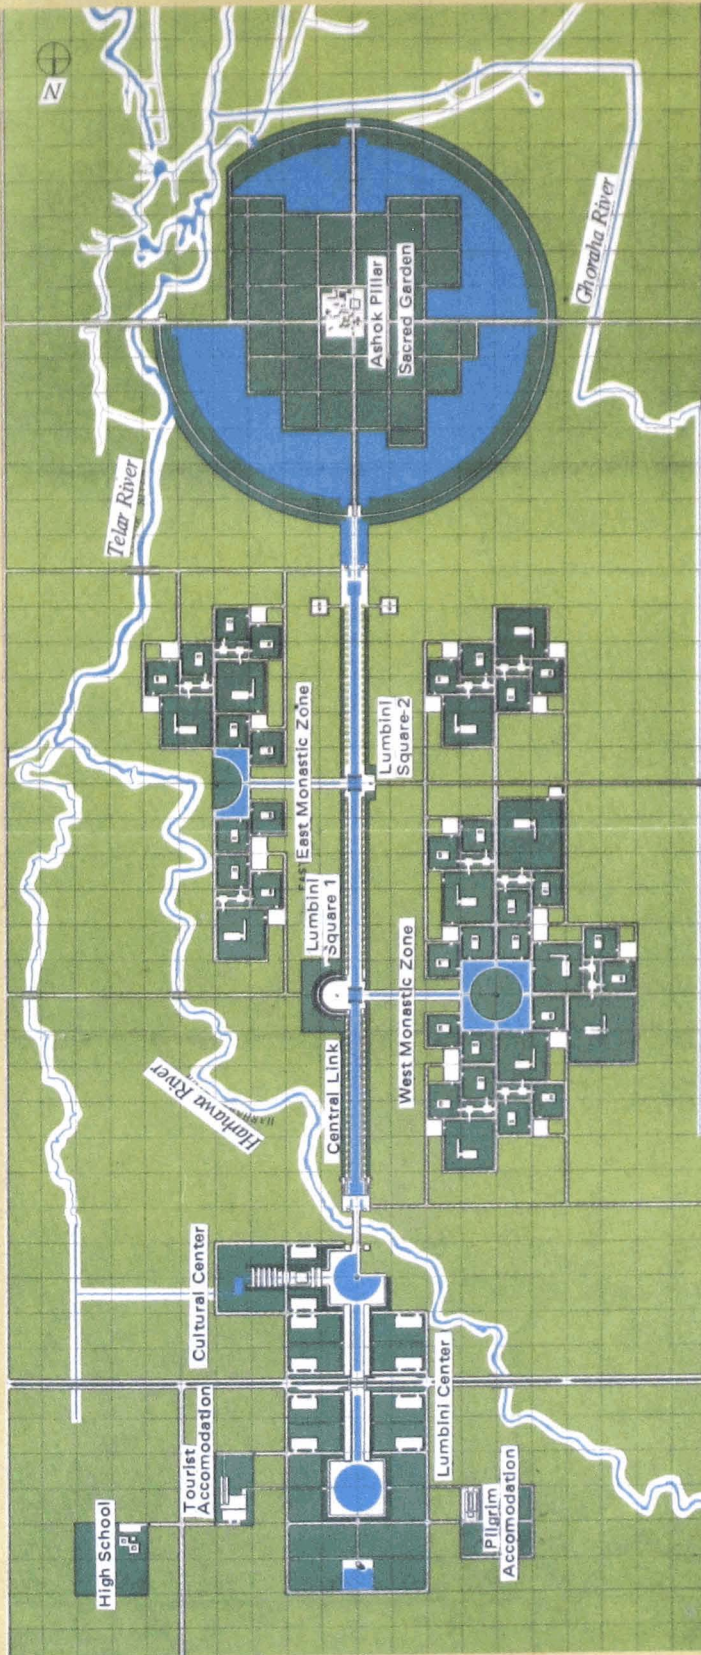 N
Ghoraha River
Ashok Pillar
Sacred Garden
Telar River
East Monastic Zone
Lumbini
Square-2
Lumbini
Square 1
West Monastic Zone
Central Link
Harhawa River
Cultural Center
Lumbini Center
Tourist
Accomodation
Pilgrim
Accomodation
High School